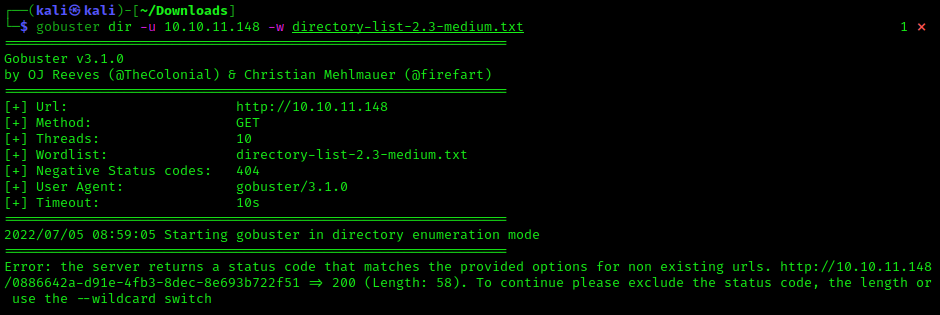 ┌──(kali㉿kali)-[~/Downloads]
└─$ gobuster dir -u 10.10.11.148 -w directory-list-2.3-medium.txt 1 ⨯
===============================================================
Gobuster v3.1.0
by OJ Reeves (@TheColonial) & Christian Mehlmauer (@firefart)
===============================================================
[+] Url: http://10.10.11.148
[+] Method: GET
[+] Threads: 10
[+] Wordlist: directory-list-2.3-medium.txt
[+] Negative Status codes: 404
[+] User Agent: gobuster/3.1.0
[+] Timeout: 10s
===============================================================
2022/07/05 08:59:05 Starting gobuster in directory enumeration mode
===============================================================
Error: the server returns a status code that matches the provided options for non existing urls. http://10.10.11.148
/0886642a-d91e-4fb3-8dec-8e693b722f51 => 200 (Length: 58). To continue please exclude the status code, the length or
use the --wildcard switch